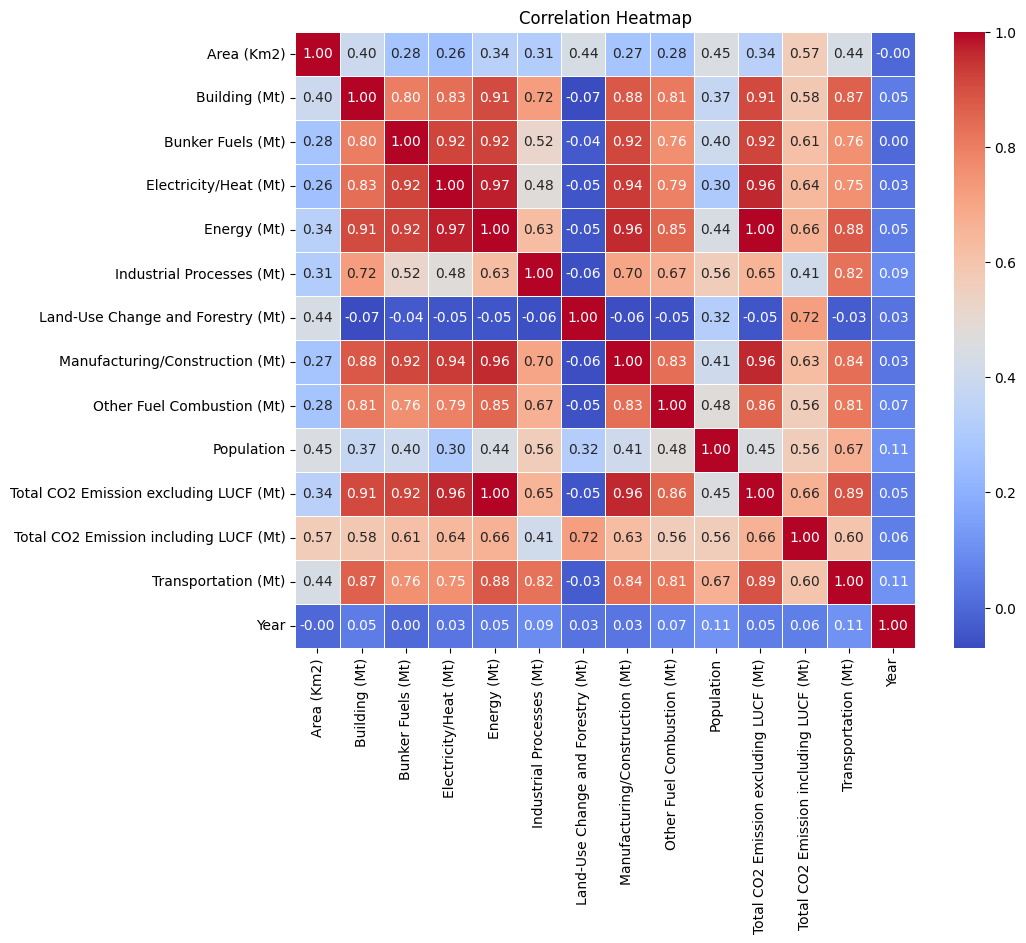 Correlation Heatmap
Area (Km2) 1.00 0.40 0.28 0.26 0.34 0.31 0.44 0.27 0.28 0.45 0.34 0.57 0.44 -0.00
Building (Mt) 0.40 1.00 0.80 0.83 0.91 0.72 -0.07 0.88 0.81 0.37 0.91 0.58 0.87 0.05
Bunker Fuels (Mt) 0.28 0.80 1.00 0.92 0.92 0.52 -0.04 0.92 0.76 0.40 0.92 0.61 0.76 0.00
Electricity/Heat (Mt) 0.26 0.83 0.92 1.00 0.97 0.48 -0.05 0.94 0.79 0.30 0.96 0.64 0.75 0.03
Energy (Mt) 0.34 0.91 0.92 0.97 1.00 0.63 -0.05 0.96 0.85 0.44 1.00 0.66 0.88 0.05
Industrial Processes (Mt) 0.31 0.72 0.52 0.48 0.63 1.00 -0.06 0.70 0.67 0.56 0.65 0.41 0.82 0.09
Land-Use Change and Forestry (Mt) 0.44 -0.07 -0.04 -0.05 -0.05 -0.06 1.00 -0.06 -0.05 0.32 -0.05 0.72 -0.03 0.03
Manufacturing/Construction (Mt) 0.27 0.88 0.92 0.94 0.96 0.70 -0.06 1.00 0.83 0.41 0.96 0.63 0.84 0.03
Other Fuel Combustion (Mt) 0.28 0.81 0.76 0.79 0.85 0.67 -0.05 0.83 1.00 0.48 0.86 0.56 0.81 0.07
Population 0.45 0.37 0.40 0.30 0.44 0.56 0.32 0.41 0.48 1.00 0.45 0.56 0.67 0.11
Total CO2 Emission excluding LUCF (Mt) 0.34 0.91 0.92 0.96 1.00 0.65 -0.05 0.96 0.86 0.45 1.00 0.66 0.89 0.05
Total CO2 Emission including LUCF (Mt) 0.57 0.58 0.61 0.64 0.66 0.41 0.72 0.63 0.56 0.56 0.66 1.00 0.60 0.06
Transportation (Mt) 0.44 0.87 0.76 0.75 0.88 0.82 -0.03 0.84 0.81 0.67 0.89 0.60 1.00 0.11
Year -0.00 0.05 0.00 0.03 0.05 0.09 0.03 0.03 0.07 0.11 0.05 0.06 0.11 1.00
Area (Km2)
Building (Mt)
Bunker Fuels (Mt)
Electricity/Heat (Mt)
Energy (Mt)
Industrial Processes (Mt)
Land-Use Change and Forestry (Mt)
Manufacturing/Construction (Mt)
Other Fuel Combustion (Mt)
Population
Total CO2 Emission excluding LUCF (Mt)
Total CO2 Emission including LUCF (Mt)
Transportation (Mt)
Year
1.0
0.8
0.6
0.4
0.2
0.0